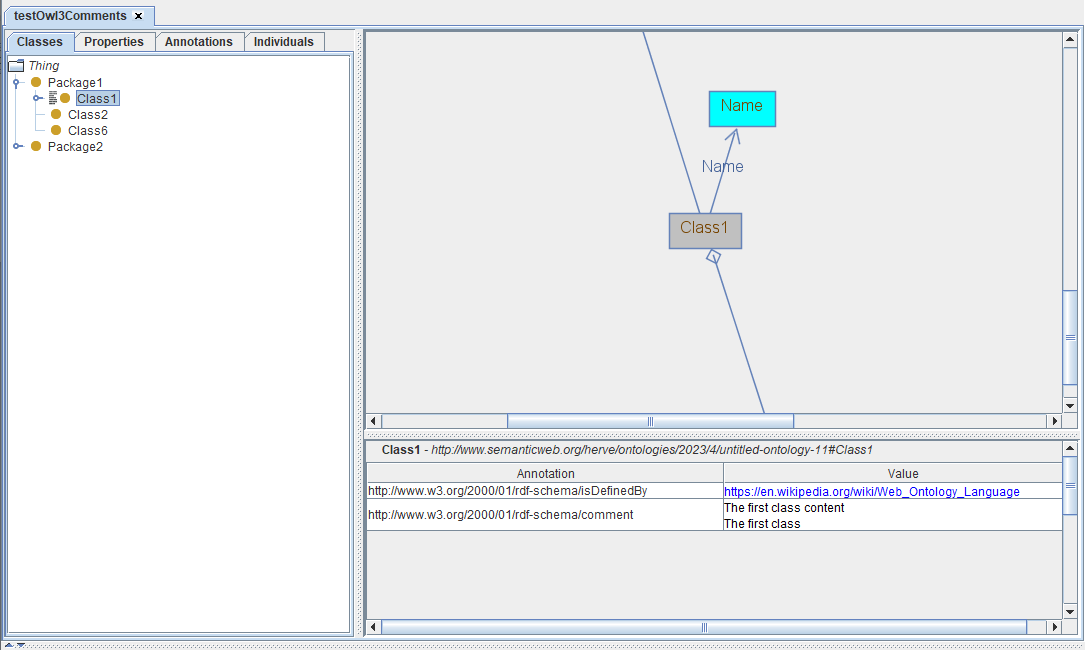 testOwl3Comments
Classes Properties Annotations Individuals
Thing
Package1
Class1
Class2
Class6
Package2
Name
Name
Class1
Class1 - http://www.semanticweb.org/herve/ontologies/2023/4/untitled-ontology-11#Class1
Annotation Value
http://www.w3.org/2000/01/rdf-schema/isDefinedBy https://en.wikipedia.org/wiki/Web_Ontology_Language
http://www.w3.org/2000/01/rdf-schema/comment The first class content
The first class